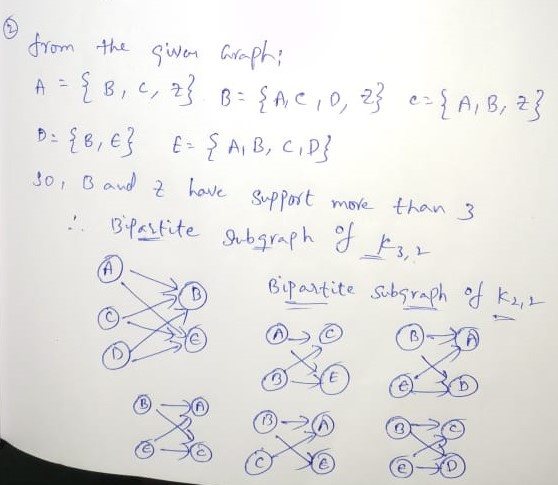 ②
from the given Graph:
A = { B, C, Z} B = {A, C, D, Z} C = { A, B, Z}
D = {B, E} E = { A, B, C, D}
So, B and Z have support more than 3
∴ Bipartite Subgraph of K3,2
Bipartite subgraph of K2,2
A B C E D
A C B E
B A E D
B A E C
B A C E
B C E D